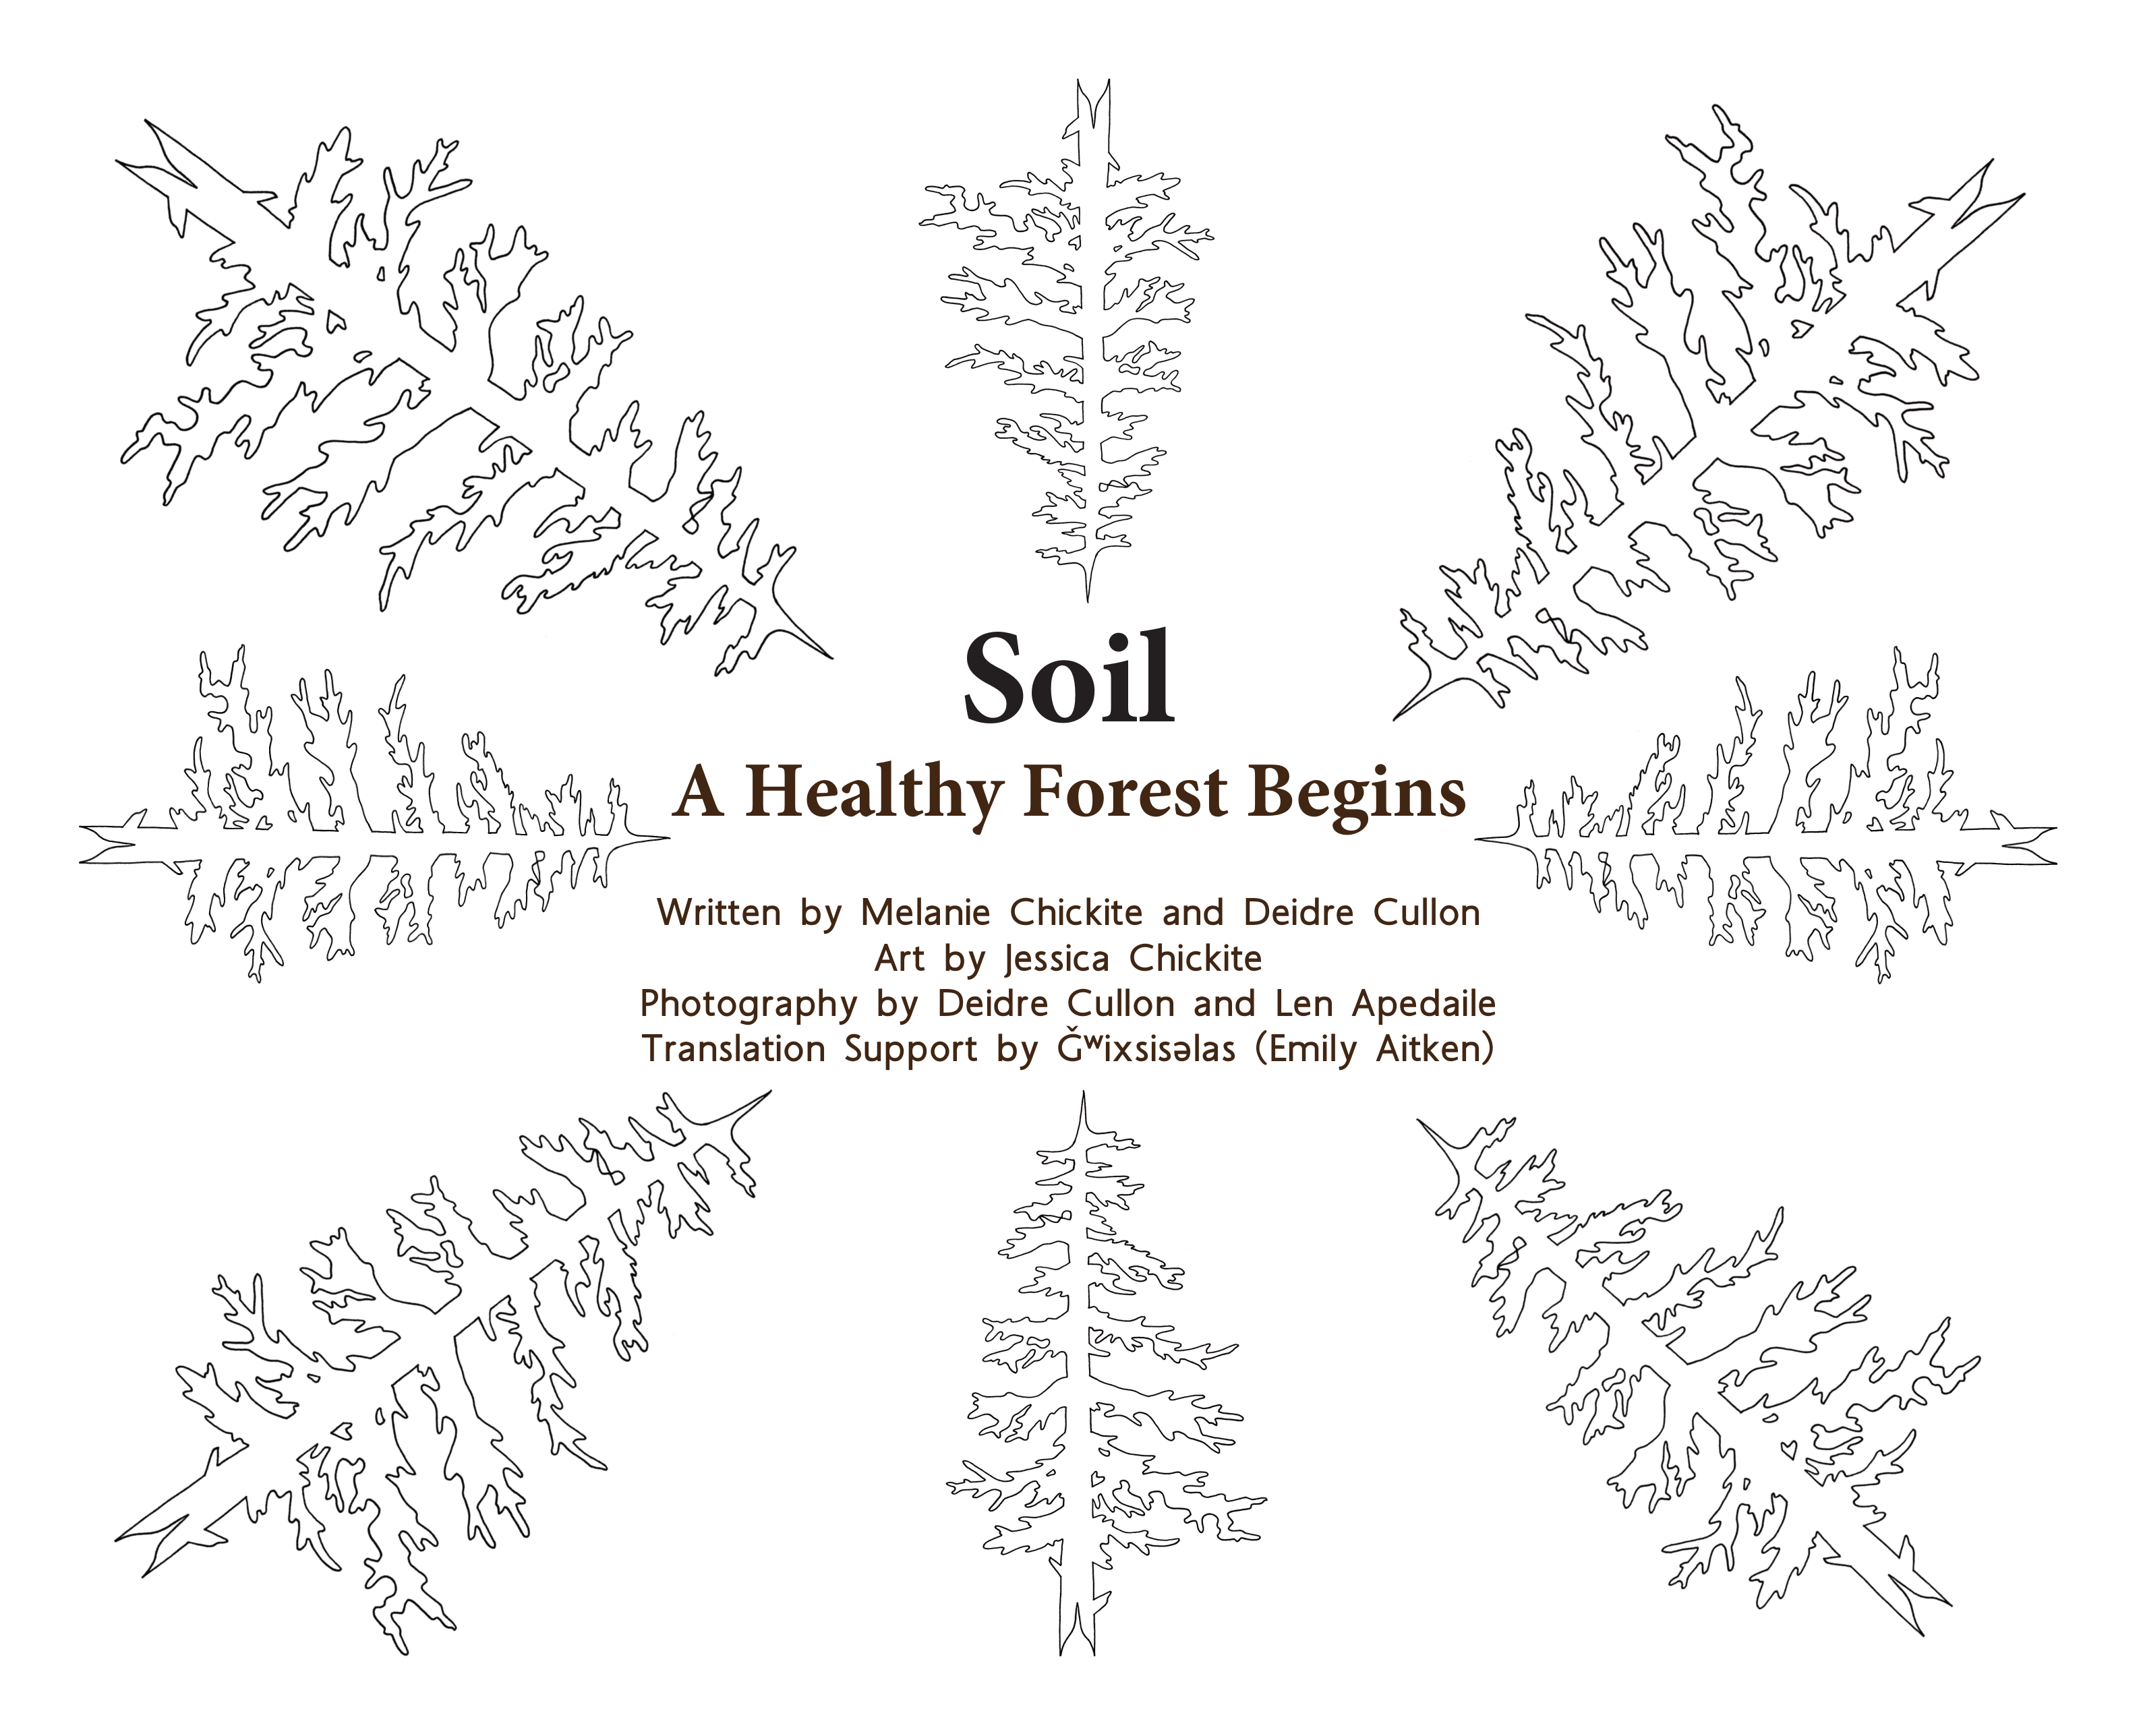 Soil
A Healthy Forest Begins
Written by Melanie Chickite and Deidre Cullon
Art by Jessica Chickite
Photography by Deidre Cullon and Len Apedaile
Translation Support by Ǧʷixsisəlas (Emily Aitken)